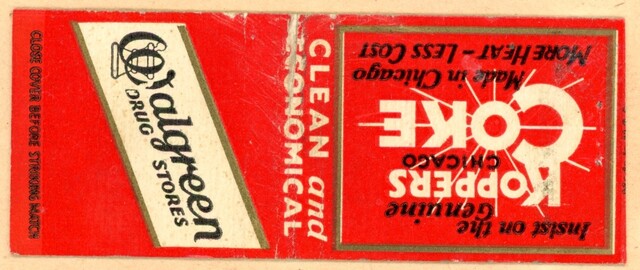 Insist on the
Genuine
KOPPERS
CHICAGO
COKE
Made in Chicago
MORE HEAT – LESS COST
CLEAN and
ECONOMICAL
Walgreen
DRUG STORES
CLOSE COVER BEFORE STRIKING MATCH